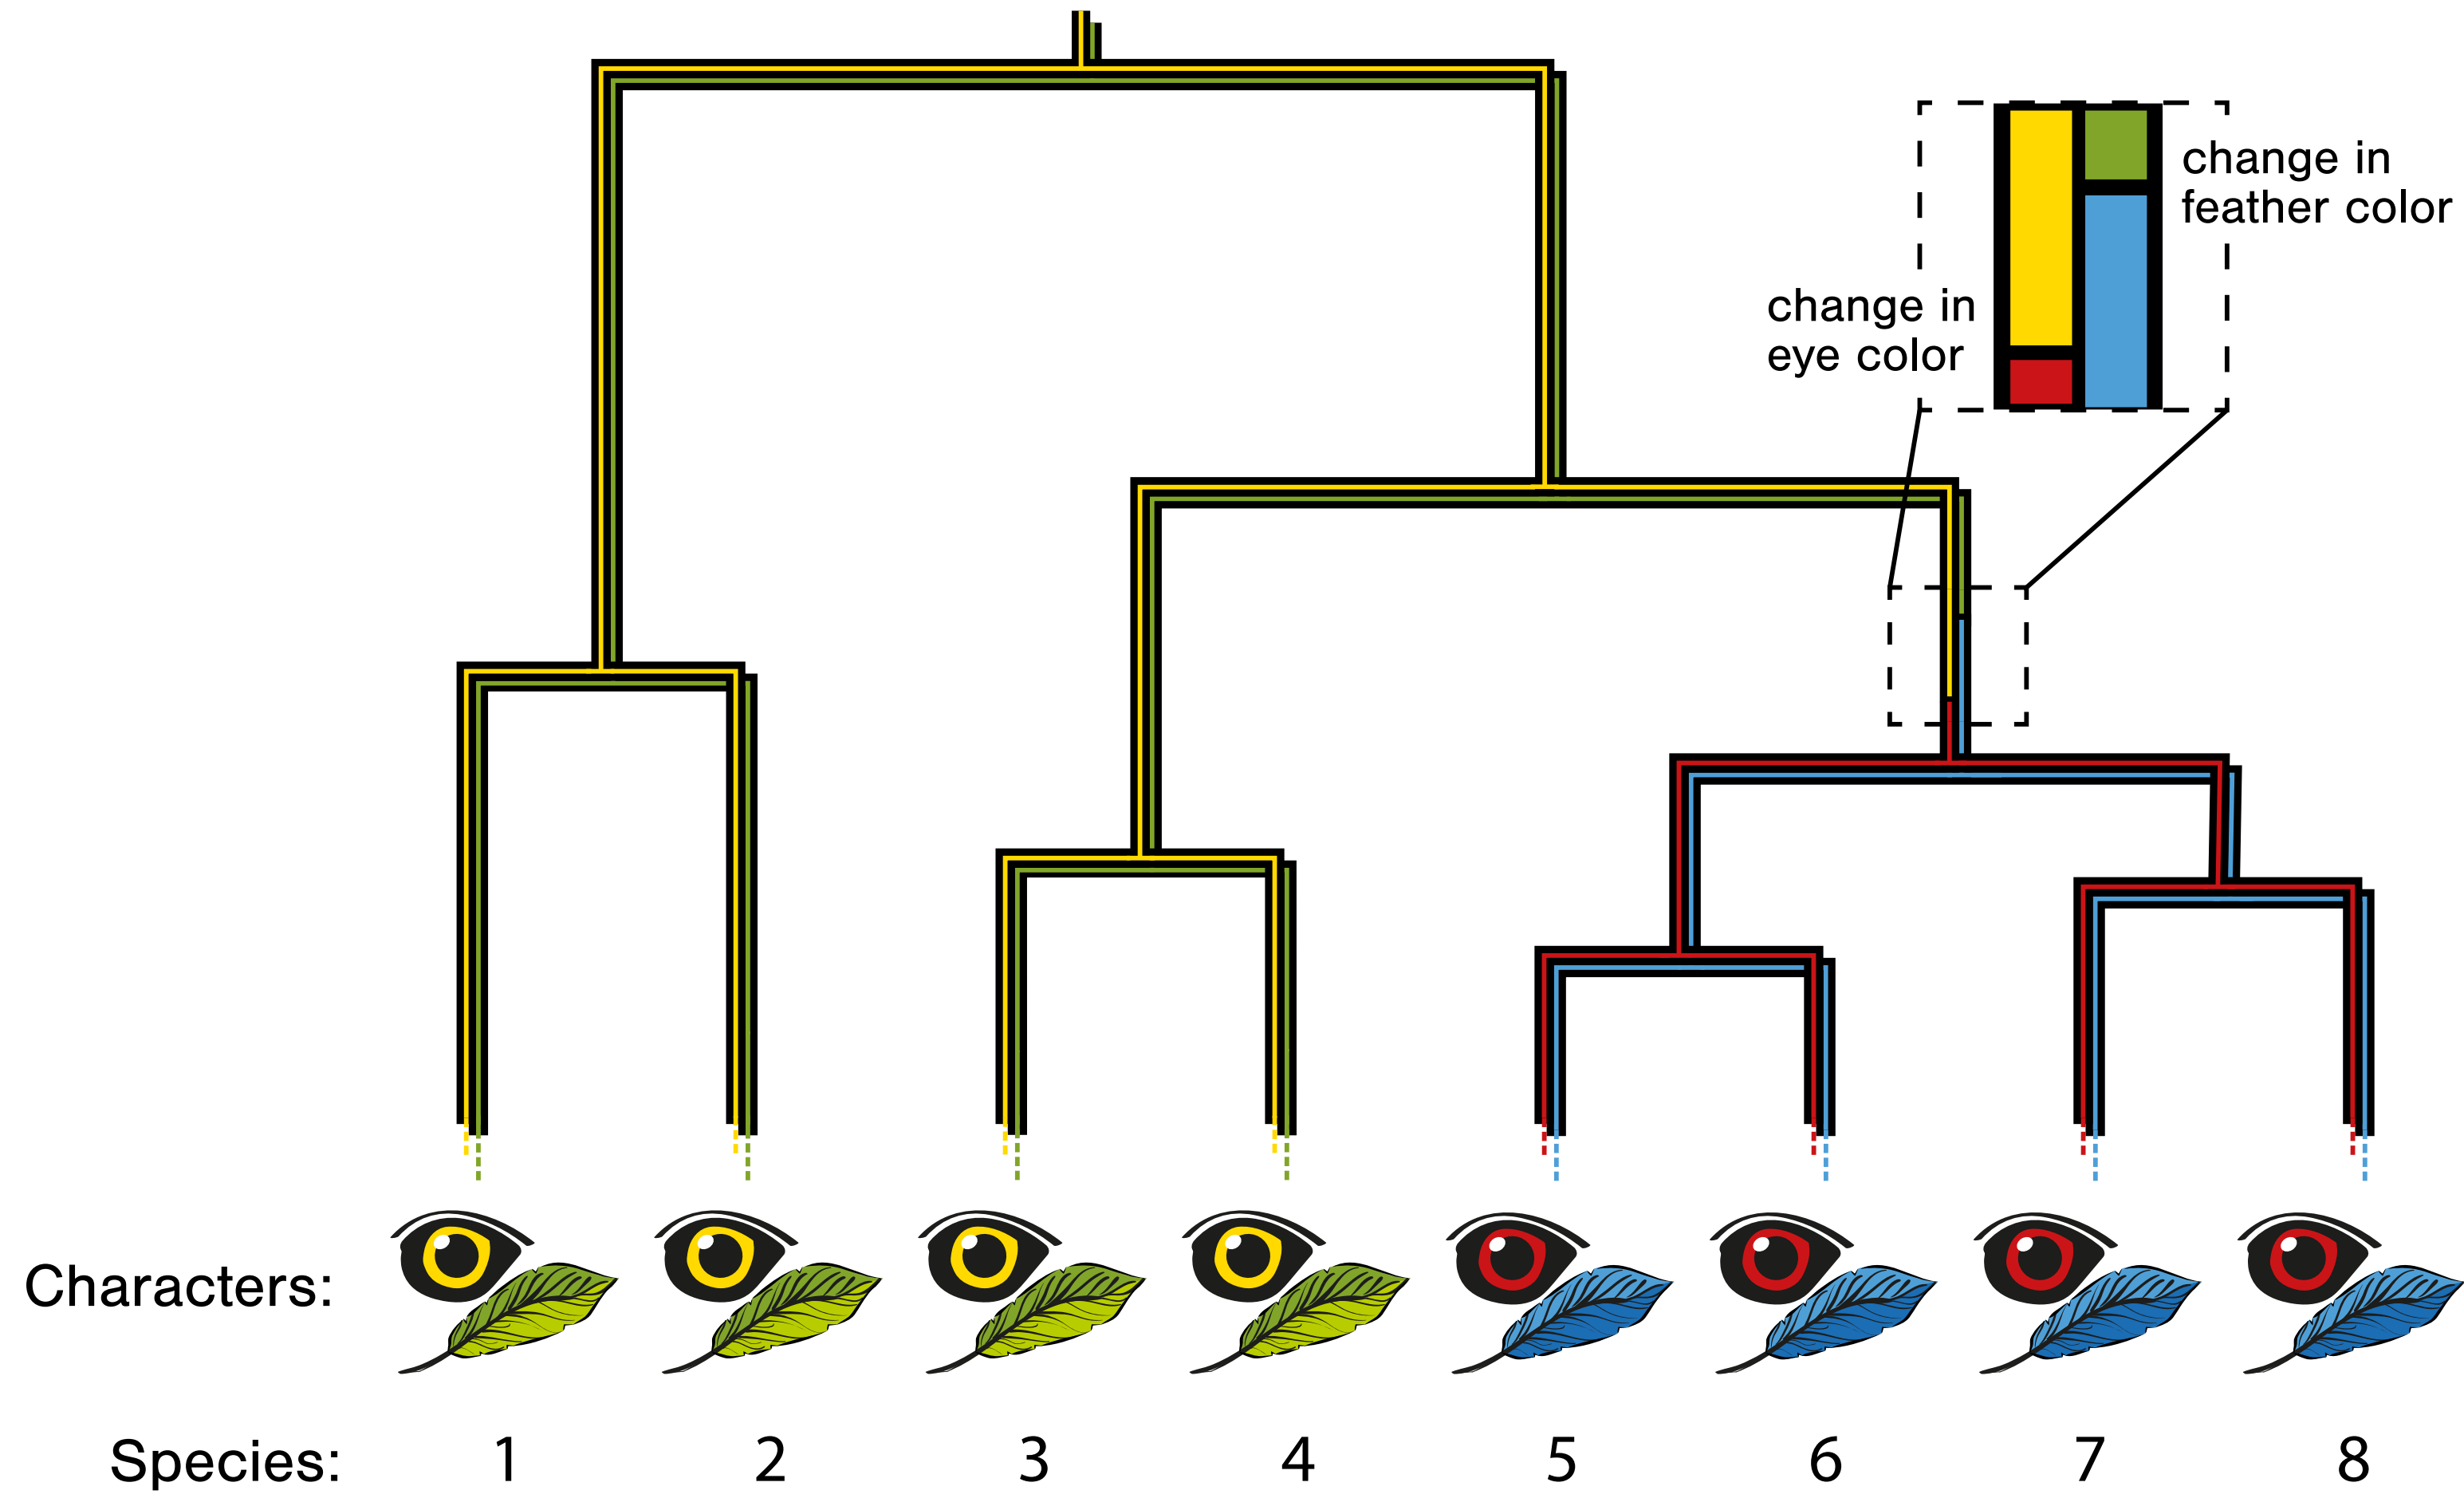 change in
feather color
change in
eye color
Characters:
Species: 1 2 3 4 5 6 7 8